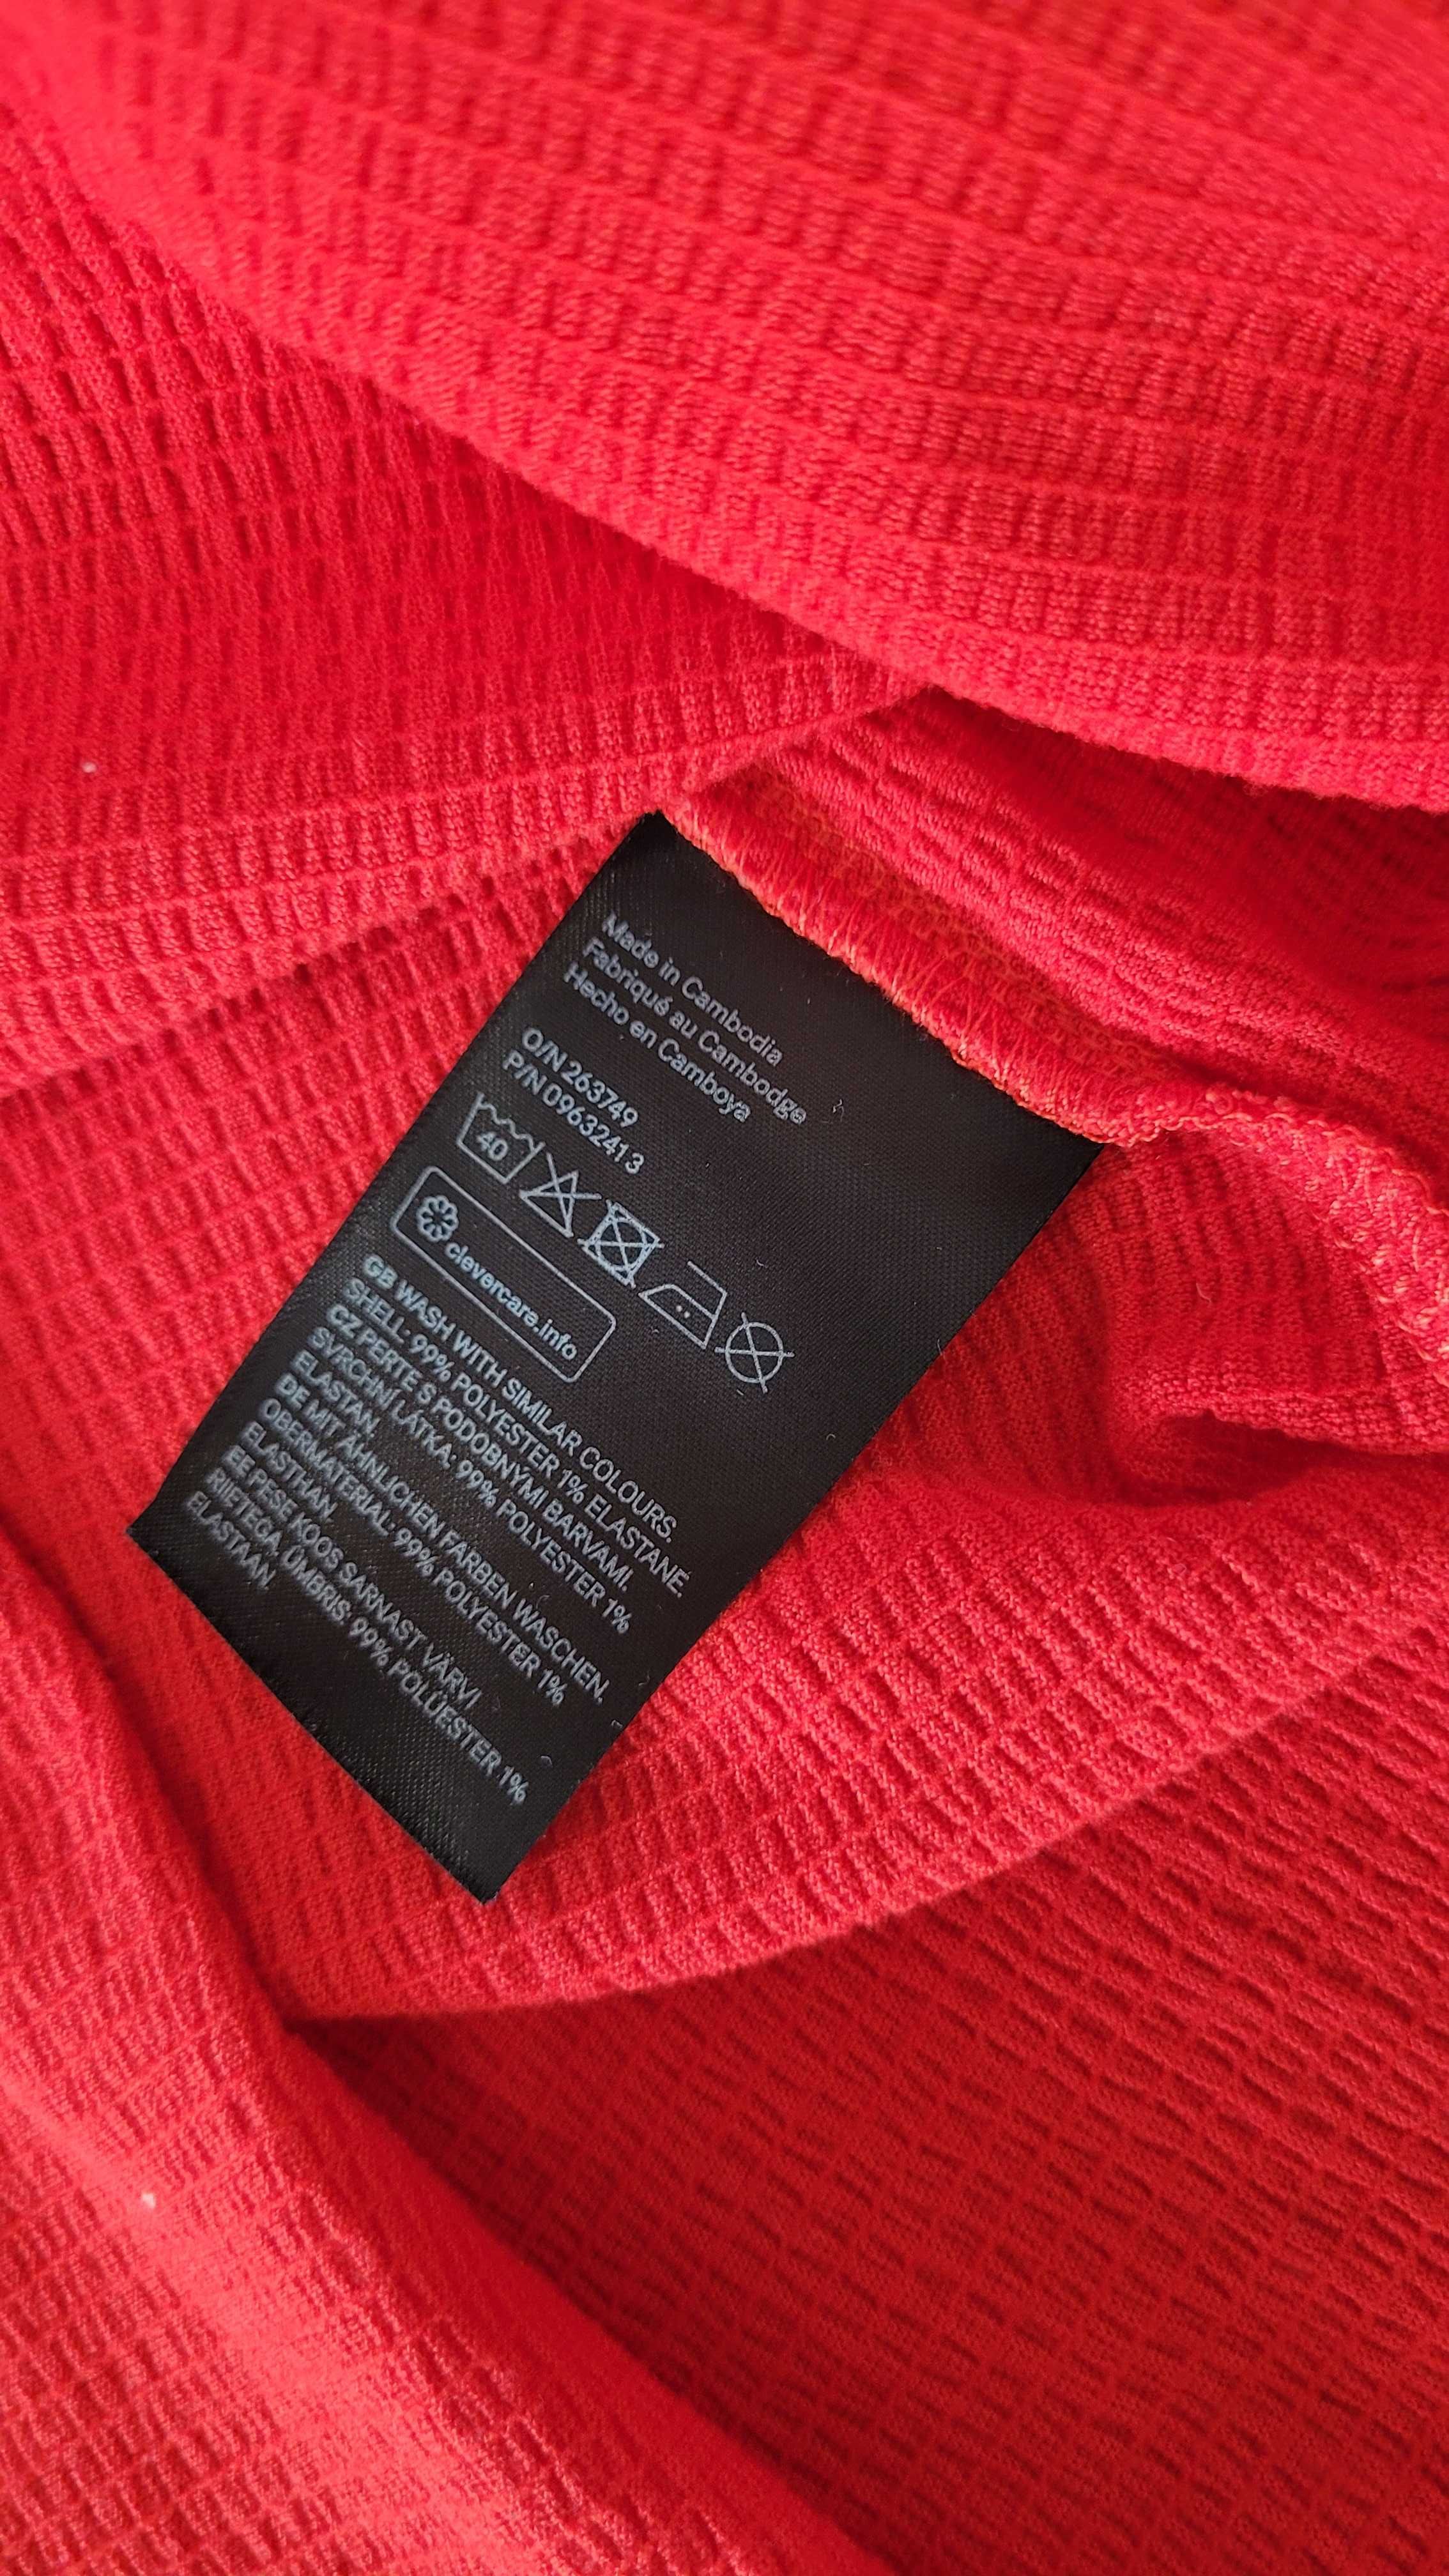 Made in Cambodia
Fabriqué au Cambodge
Hecho en Camboya
O/N 263749
P/N 09632413
40
clevercare.info
GB WASH WITH SIMILAR COLOURS.
SHELL: 99% POLYESTER 1% ELASTANE.
CZ PERTE S PODOBNÝMI BARVAMI.
SVRCHNÍ LÁTKA: 99% POLYESTER 1%
ELASTAN.
DE MIT ÄHNLICHEN FARBEN WASCHEN.
OBERMATERIAL: 99% POLYESTER 1%
ELASTHAN.
EE PESE KOOS SARNAST VÄRVI
RIIETEGA. ÜMBRIS: 99% POLÜESTER 1%
ELASTAAN.